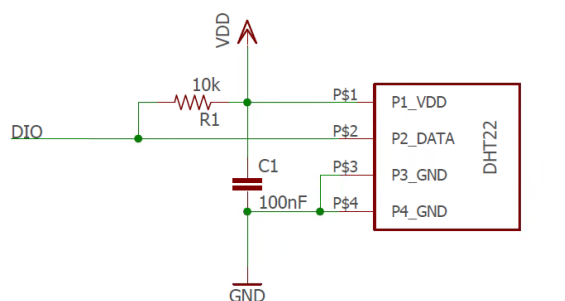 VDD
10k
R1
DIO
C1
100nF
GND
P$1
P$2
P$3
P$4
P1_VDD
P2_DATA
P3_GND
P4_GND
DHT22